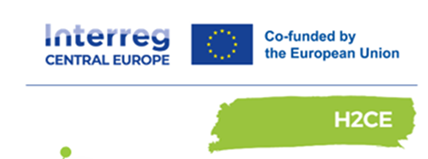 Interreg
CENTRAL EUROPE
Co-funded by
the European Union
H2CE